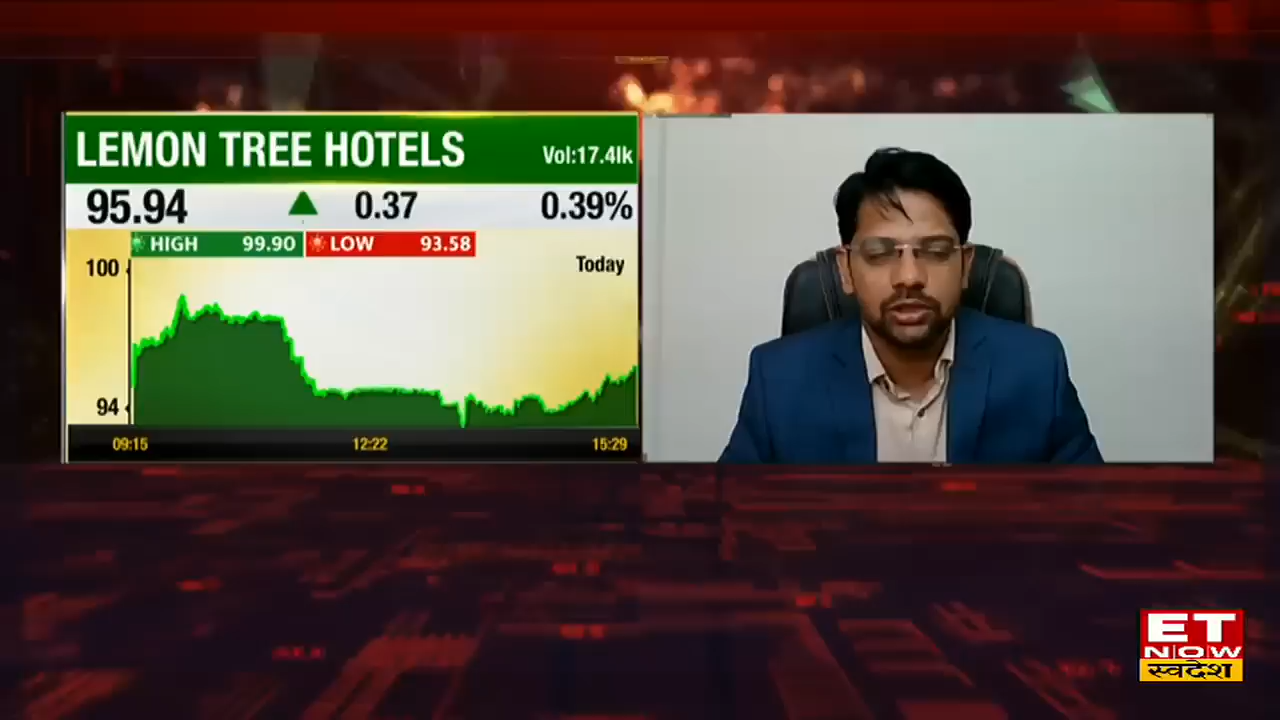 LEMON TREE HOTELS Vol:17.4lk
95.94 ▲ 0.37 0.39%
HIGH 99.90 LOW 93.58
100 Today
94
09:15 12:22 15:29
ET
NOW
स्वदेश